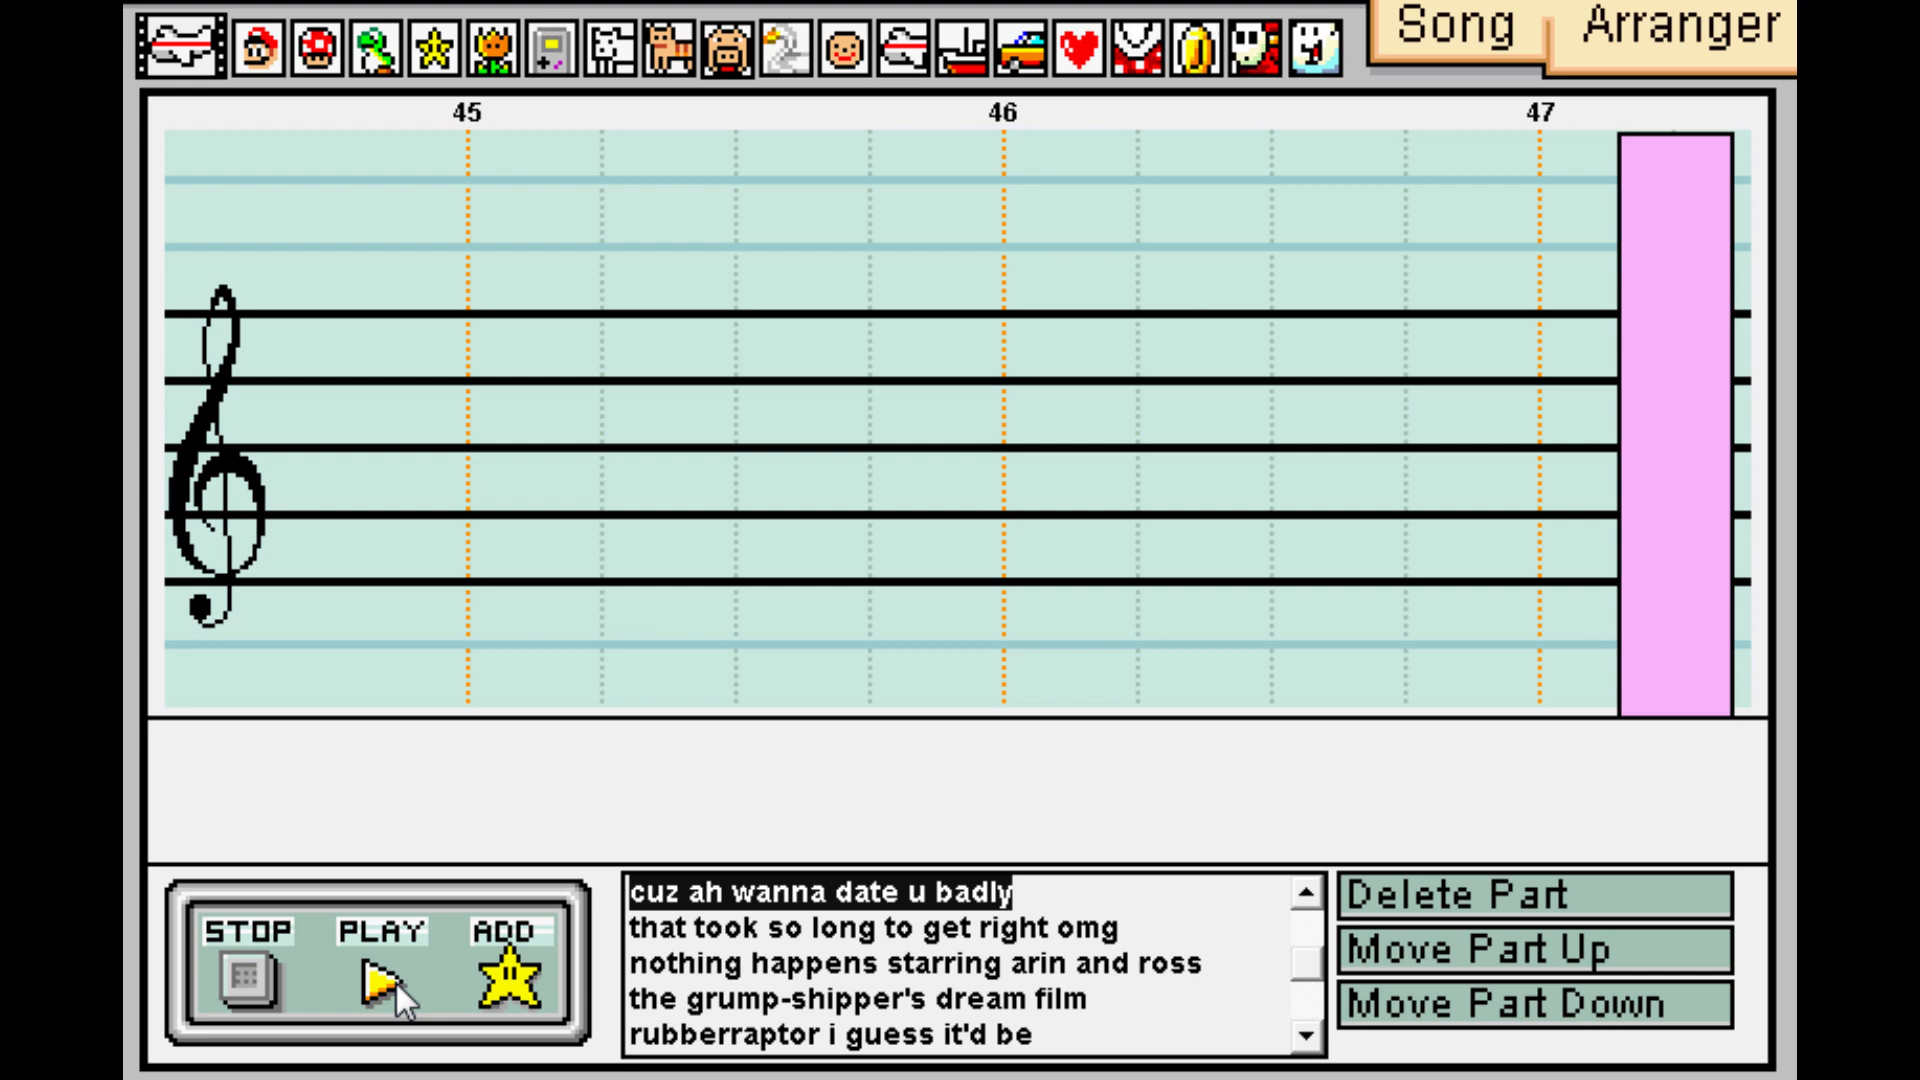 Song
Arranger
45
46
47
STOP
PLAY
ADD
cuz ah wanna date u badly
that took so long to get right omg
nothing happens starring arin and ross
the grump-shipper's dream film
rubberraptor i guess it'd be
Delete Part
Move Part Up
Move Part Down